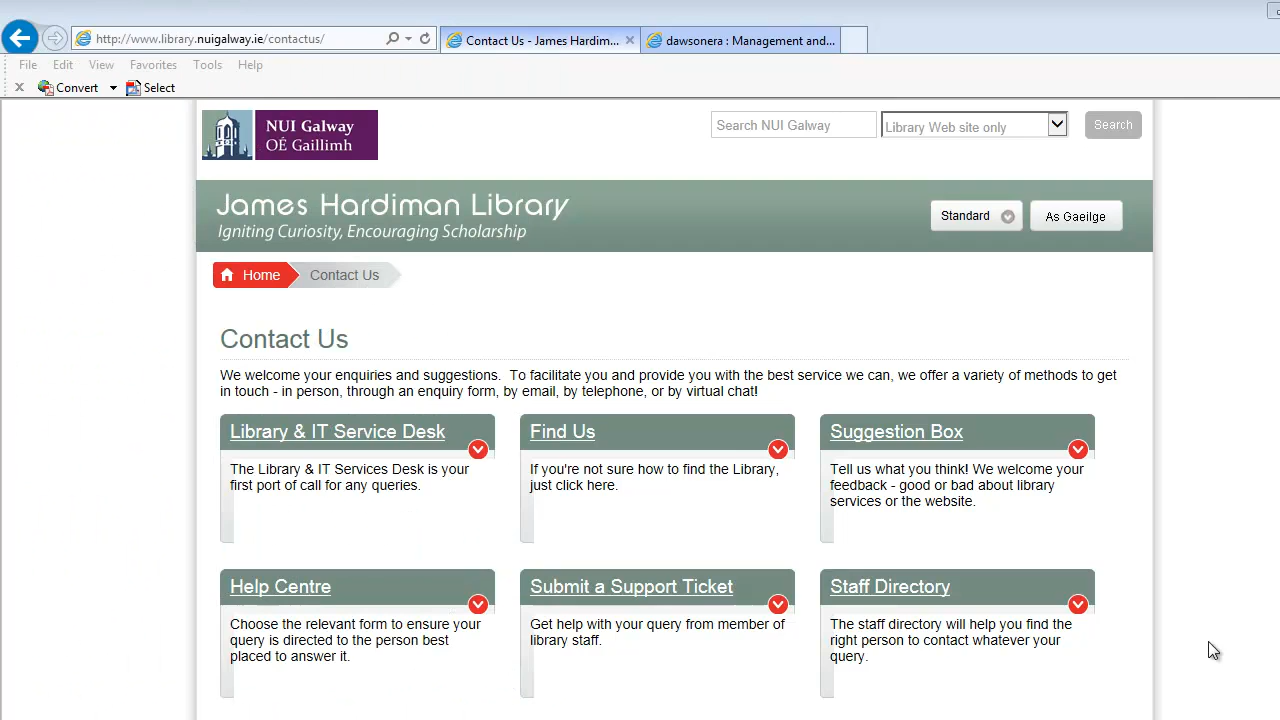 http://www.library.nuigalway.ie/contactus/
Contact Us - James Hardim...
dawsonera : Management and...
File Edit View Favorites Tools Help
Convert Select
NUI Galway
OÉ Gaillimh
Search NUI Galway
Library Web site only
Search
James Hardiman Library
Igniting Curiosity, Encouraging Scholarship
Standard
As Gaeilge
Home
Contact Us
Contact Us
We welcome your enquiries and suggestions. To facilitate you and provide you with the best service we can, we offer a variety of methods to get
in touch - in person, through an enquiry form, by email, by telephone, or by virtual chat!
Library & IT Service Desk
The Library & IT Services Desk is your
first port of call for any queries.
Find Us
If you're not sure how to find the Library,
just click here.
Suggestion Box
Tell us what you think! We welcome your
feedback - good or bad about library
services or the website.
Help Centre
Choose the relevant form to ensure your
query is directed to the person best
placed to answer it.
Submit a Support Ticket
Get help with your query from member of
library staff.
Staff Directory
The staff directory will help you find the
right person to contact whatever your
query.